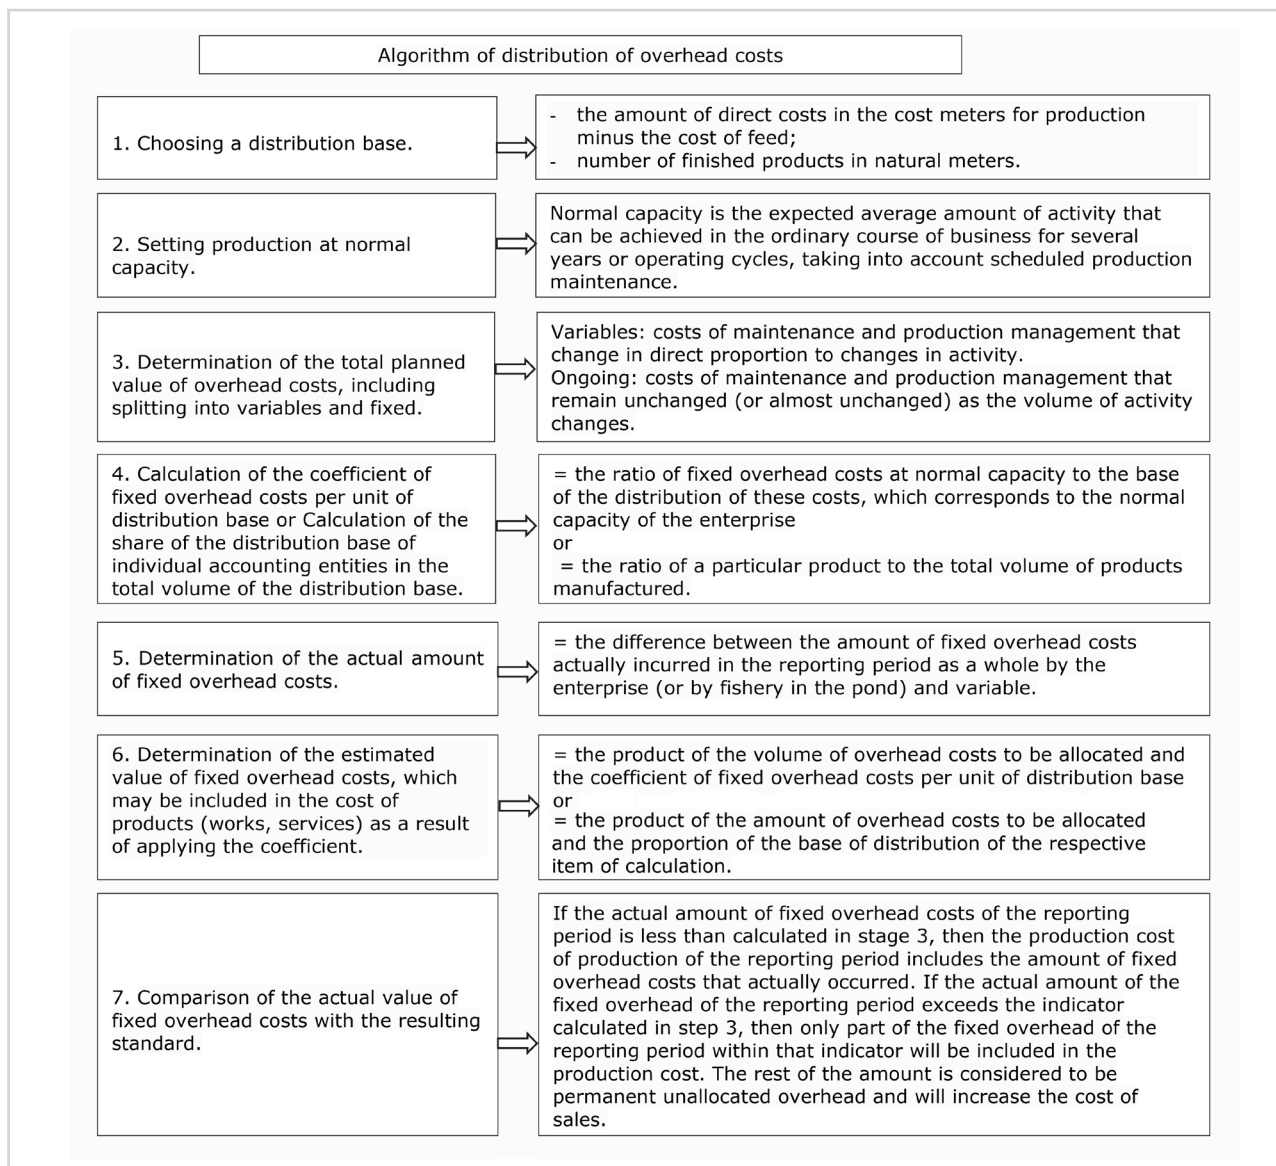 Algorithm of distribution of overhead costs
1. Choosing a distribution base.
- the amount of direct costs in the cost meters for production
minus the cost of feed;
- number of finished products in natural meters.
2. Setting production at normal
capacity.
Normal capacity is the expected average amount of activity that
can be achieved in the ordinary course of business for several
years or operating cycles, taking into account scheduled production
maintenance.
3. Determination of the total planned
value of overhead costs, including
splitting into variables and fixed.
Variables: costs of maintenance and production management that
change in direct proportion to changes in activity.
Ongoing: costs of maintenance and production management that
remain unchanged (or almost unchanged) as the volume of activity
changes.
4. Calculation of the coefficient of
fixed overhead costs per unit of
distribution base or Calculation of the
share of the distribution base of
individual accounting entities in the
total volume of the distribution base.
= the ratio of fixed overhead costs at normal capacity to the base
of the distribution of these costs, which corresponds to the normal
capacity of the enterprise
or
= the ratio of a particular product to the total volume of products
manufactured.
5. Determination of the actual amount
of fixed overhead costs.
= the difference between the amount of fixed overhead costs
actually incurred in the reporting period as a whole by the
enterprise (or by fishery in the pond) and variable.
6. Determination of the estimated
value of fixed overhead costs, which
may be included in the cost of
products (works, services) as a result
of applying the coefficient.
= the product of the volume of overhead costs to be allocated and
the coefficient of fixed overhead costs per unit of distribution base
or
= the product of the amount of overhead costs to be allocated
and the proportion of the base of distribution of the respective
item of calculation.
7. Comparison of the actual value of
fixed overhead costs with the resulting
standard.
If the actual amount of fixed overhead costs of the reporting
period is less than calculated in stage 3, then the production cost
of production of the reporting period includes the amount of fixed
overhead costs that actually occurred. If the actual amount of the
fixed overhead of the reporting period exceeds the indicator
calculated in step 3, then only part of the fixed overhead of the
reporting period within that indicator will be included in the
production cost. The rest of the amount is considered to be
permanent unallocated overhead and will increase the cost of
sales.